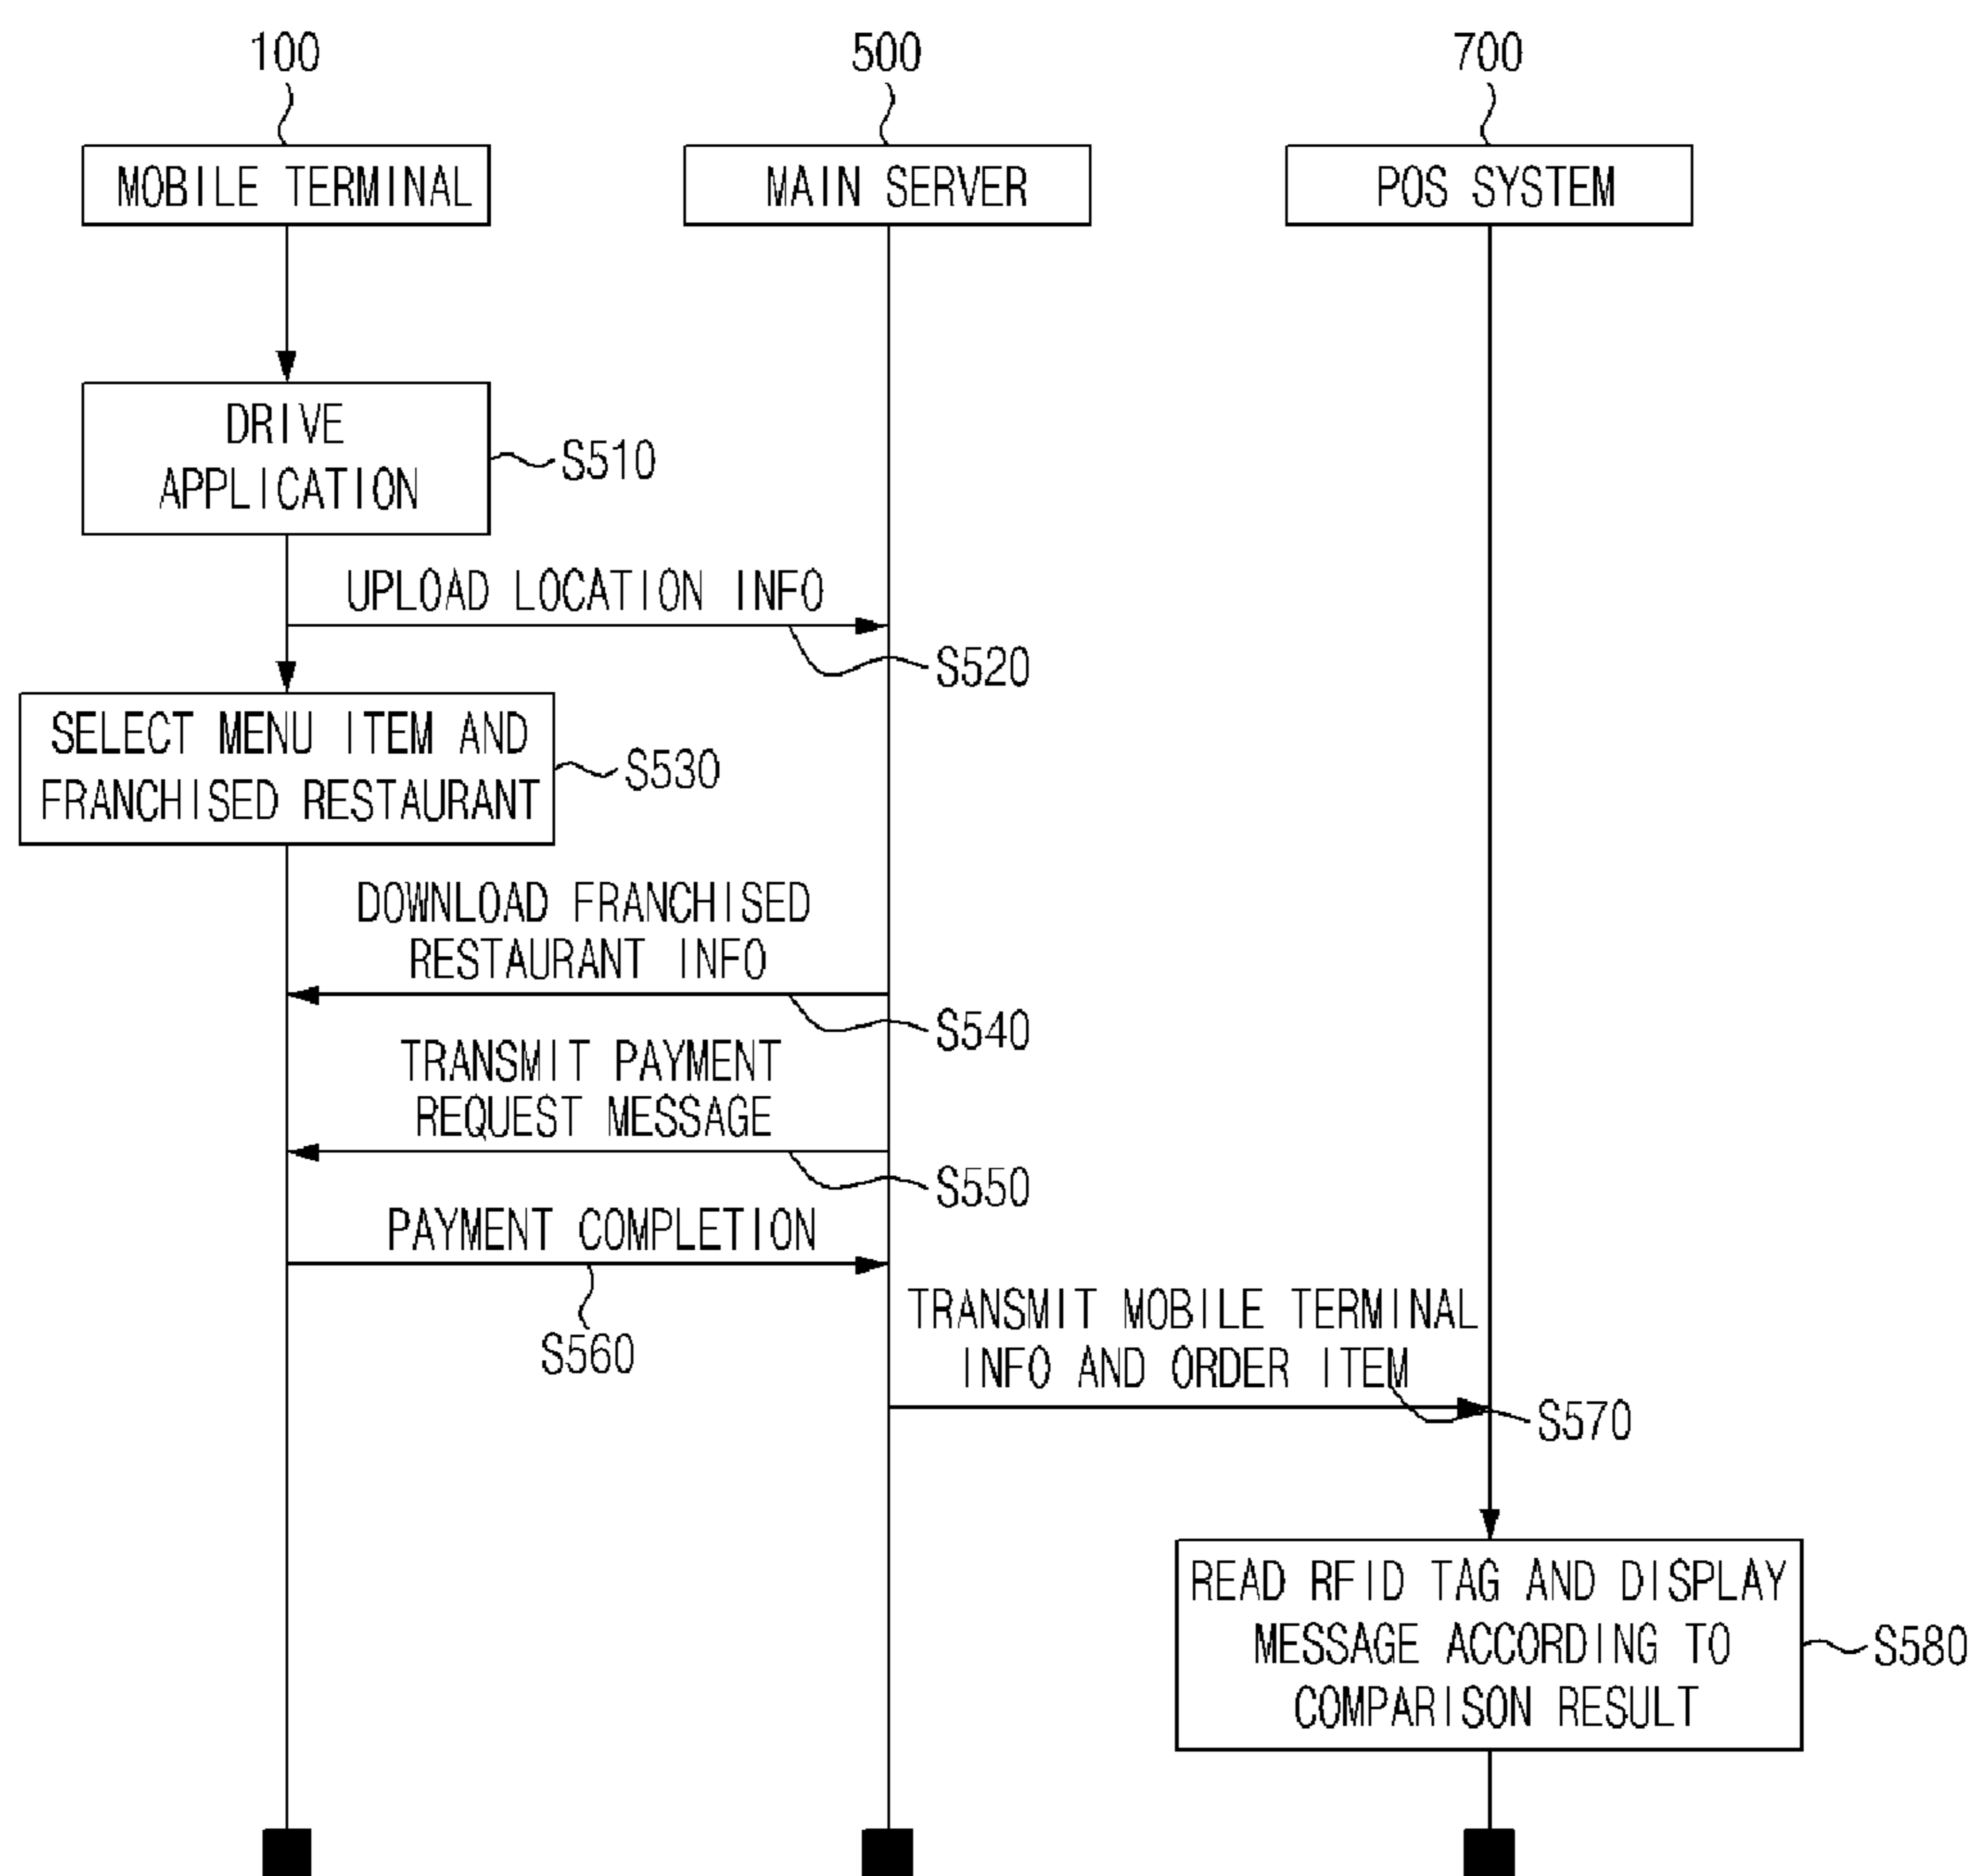 100
500
700
MOBILE TERMINAL
MAIN SERVER
POS SYSTEM
DRIVE
APPLICATION
S510
UPLOAD LOCATION INFO
S520
SELECT MENU ITEM AND
FRANCHISED RESTAURANT
S530
DOWNLOAD FRANCHISED
RESTAURANT INFO
S540
TRANSMIT PAYMENT
REQUEST MESSAGE
S550
PAYMENT COMPLETION
S560
TRANSMIT MOBILE TERMINAL
INFO AND ORDER ITEM
S570
READ RFID TAG AND DISPLAY
MESSAGE ACCORDING TO
COMPARISON RESULT
S580